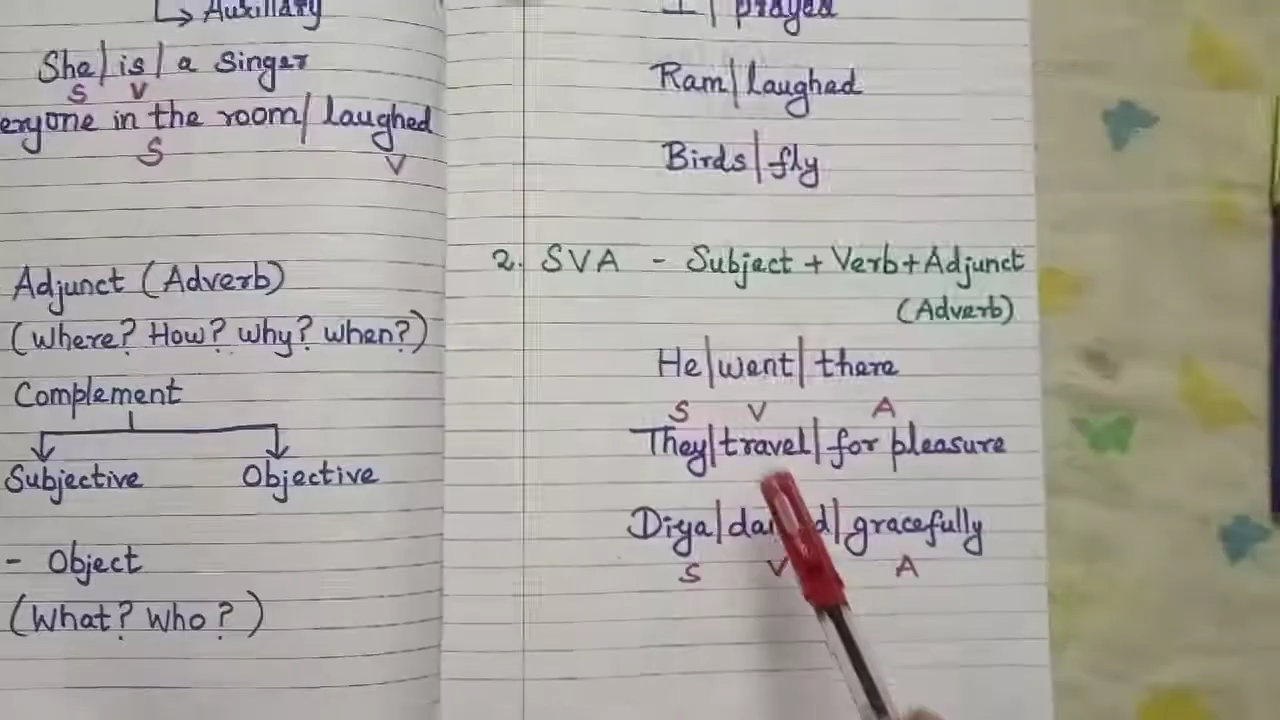 ↳ Auxiliary
She | is | a singer
S V
eryone in the room | laughed
S V
Adjunct (Adverb)
(Where? How? Why? When?)
Complement
Subjective Objective
- Object
(What? Who?)
I | prayed
Ram | laughed
Birds | fly
2. SVA - Subject + Verb + Adjunct
(Adverb)
He | went | there
S V A
They | travel | for pleasure
Diya | | gracefully
S V A